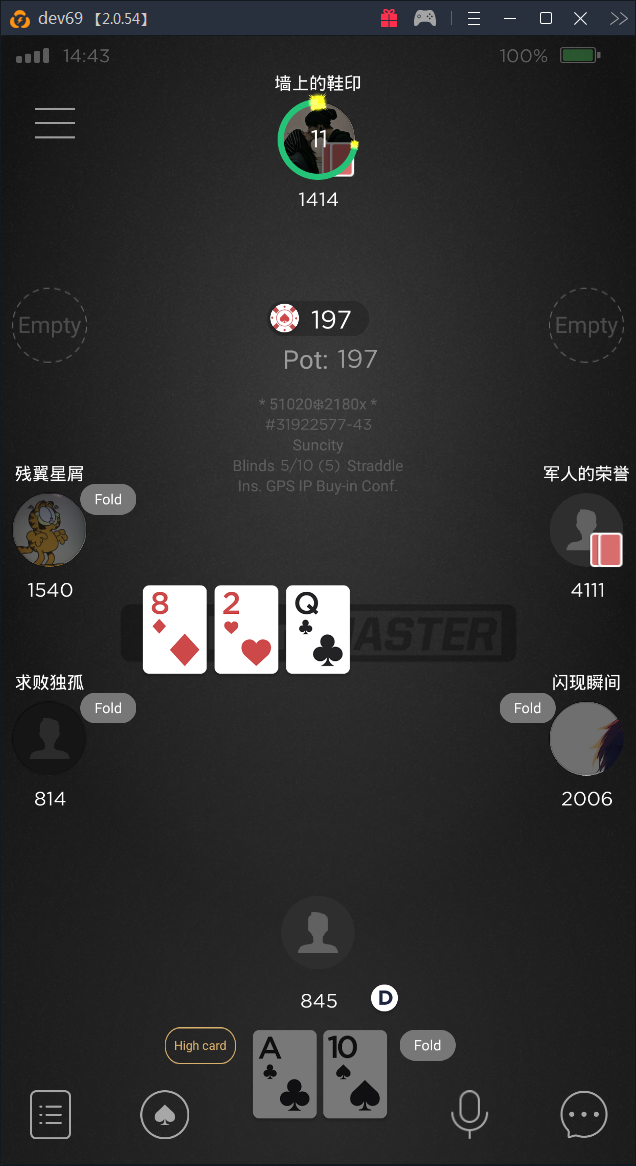 dev69 【2.0.54】
14:43
100%
墙上的鞋印
11
1414
Empty
Empty
197
Pot: 197
* 51020❄2180x *
#31922577-43
Suncity
Blinds 5/10 (5) Straddle
Ins. GPS IP Buy-in Conf.
残翼星屑
军人的荣誉
Fold
1540
4111
8
2
Q
MASTER
求败独孤
闪现瞬间
Fold
Fold
814
2006
845
D
High card
A
10
Fold